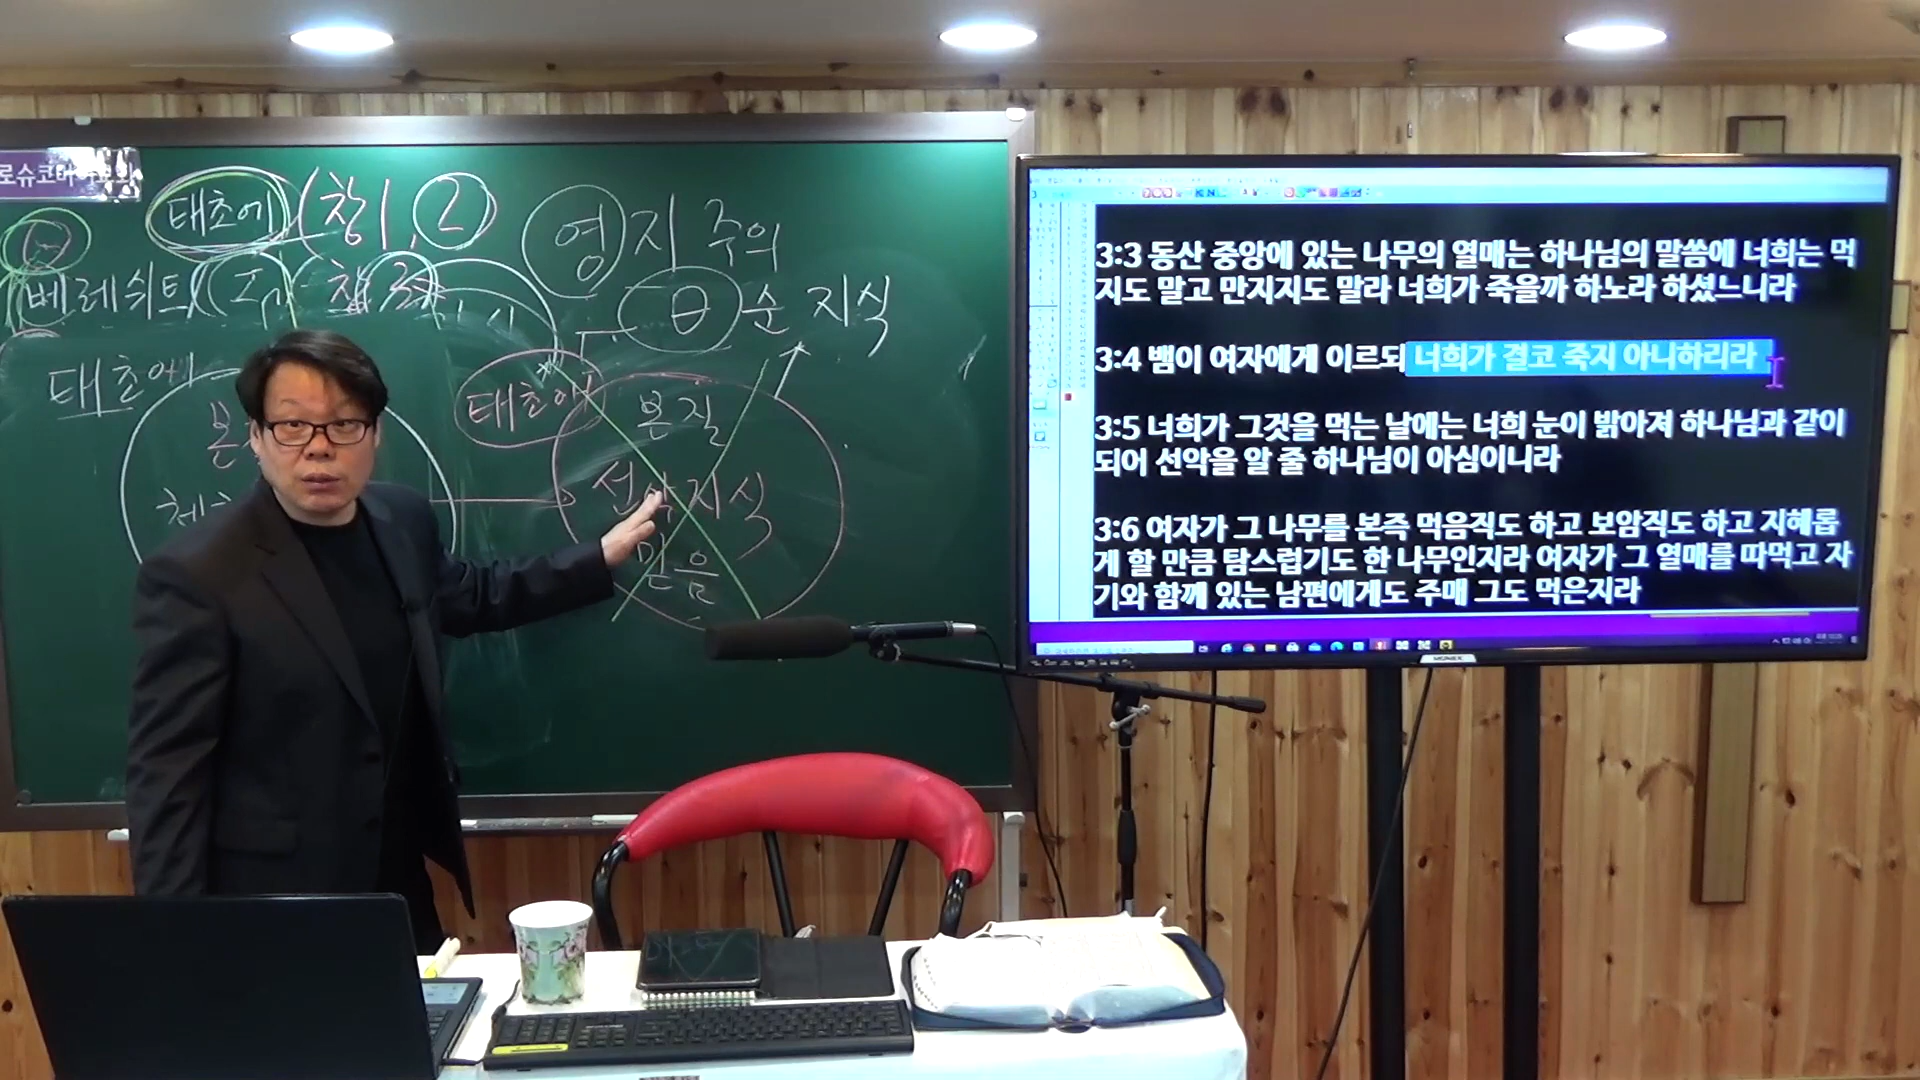 태초에 (창1,2
영지주의
베레쉬트
순 지식
태초에
태초에
본질
선악지식
믿음
3:3 동산 중앙에 있는 나무의 열매는 하나님의 말씀에 너희는 먹
지도 말고 만지지도 말라 너희가 죽을까 하노라 하셨느니라
3:4 뱀이 여자에게 이르되 너희가 결코 죽지 아니하리라
3:5 너희가 그것을 먹는 날에는 너희 눈이 밝아져 하나님과 같이
되어 선악을 알 줄 하나님이 아심이니라
3:6 여자가 그 나무를 본즉 먹음직도 하고 보암직도 하고 지혜롭
게 할 만큼 탐스럽기도 한 나무인지라 여자가 그 열매를 따먹고 자
기와 함께 있는 남편에게도 주매 그도 먹은지라